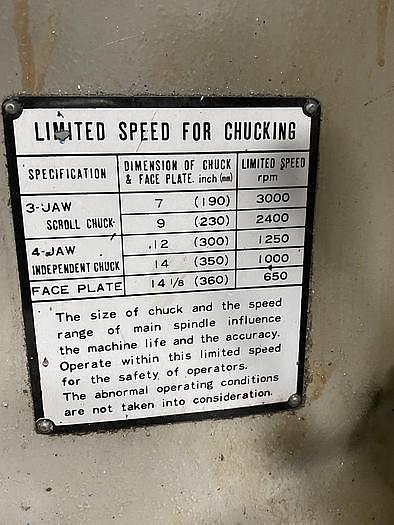 LIMITED SPEED FOR CHUCKING
SPECIFICATION DIMENSION OF CHUCK & FACE PLATE. inch (mm) LIMITED SPEED rpm
3-JAW SCROLL CHUCK 7 (190) 3000
9 (230) 2400
4-JAW INDEPENDENT CHUCK 12 (300) 1250
14 (350) 1000
FACE PLATE 14 1/8 (360) 650
The size of chuck and the speed
range of main spindle influence
the machine life and the accuracy.
Operate within this limited speed
for the safety of operators.
The abnormal operating conditions
are not taken into consideration.